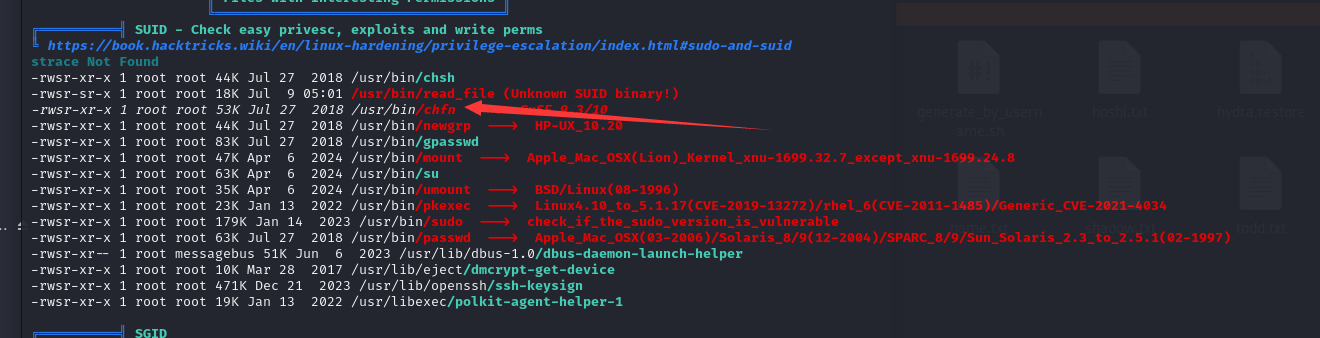 Files with Interesting Permissions
SUID - Check easy privesc, exploits and write perms
https://book.hacktricks.wiki/en/linux-hardening/privilege-escalation/index.html#sudo-and-suid
strace Not Found
-rwsr-xr-x 1 root root 44K Jul 27  2018 /usr/bin/chsh
-rwsr-sr-x 1 root root 18K Jul  9 05:01 /usr/bin/read_file (Unknown SUID binary!)
-rwsr-xr-x 1 root root 53K Jul 27  2018 /usr/bin/chfn 9.3/10
-rwsr-xr-x 1 root root 44K Jul 27  2018 /usr/bin/newgrp  --->  HP-UX_10.20
-rwsr-xr-x 1 root root 83K Jul 27  2018 /usr/bin/gpasswd
-rwsr-xr-x 1 root root 47K Apr  6  2024 /usr/bin/mount  --->  Apple_Mac_OSX(Lion)_Kernel_xnu-1699.32.7_except_xnu-1699.24.8
-rwsr-xr-x 1 root root 63K Apr  6  2024 /usr/bin/su
-rwsr-xr-x 1 root root 35K Apr  6  2024 /usr/bin/umount  --->  BSD/Linux(08-1996)
-rwsr-xr-x 1 root root 23K Jan 13  2022 /usr/bin/pkexec  --->  Linux4.10_to_5.1.17(CVE-2019-13272)/rhel_6(CVE-2011-1485)/Generic_CVE-2021-4034
-rwsr-xr-x 1 root root 179K Jan 14  2023 /usr/bin/sudo  --->  check_if_the_sudo_version_is_vulnerable
-rwsr-xr-x 1 root root 63K Jul 27  2018 /usr/bin/passwd  --->  Apple_Mac_OSX(03-2006)/Solaris_8/9(12-2004)/SPARC_8/9/Sun_Solaris_2.3_to_2.5.1(02-1997)
-rwsr-xr-- 1 root messagebus 51K Jun  6  2023 /usr/lib/dbus-1.0/dbus-daemon-launch-helper
-rwsr-xr-x 1 root root 10K Mar 28  2017 /usr/lib/eject/dmcrypt-get-device
-rwsr-xr-x 1 root root 471K Dec 21  2023 /usr/lib/openssh/ssh-keysign
-rwsr-xr-x 1 root root 19K Jan 13  2022 /usr/libexec/polkit-agent-helper-1
SGID
generate_by_usern
ame.sh
hoshi.txt
hydra.restore
name.txt
shadow.txt
todd.txt